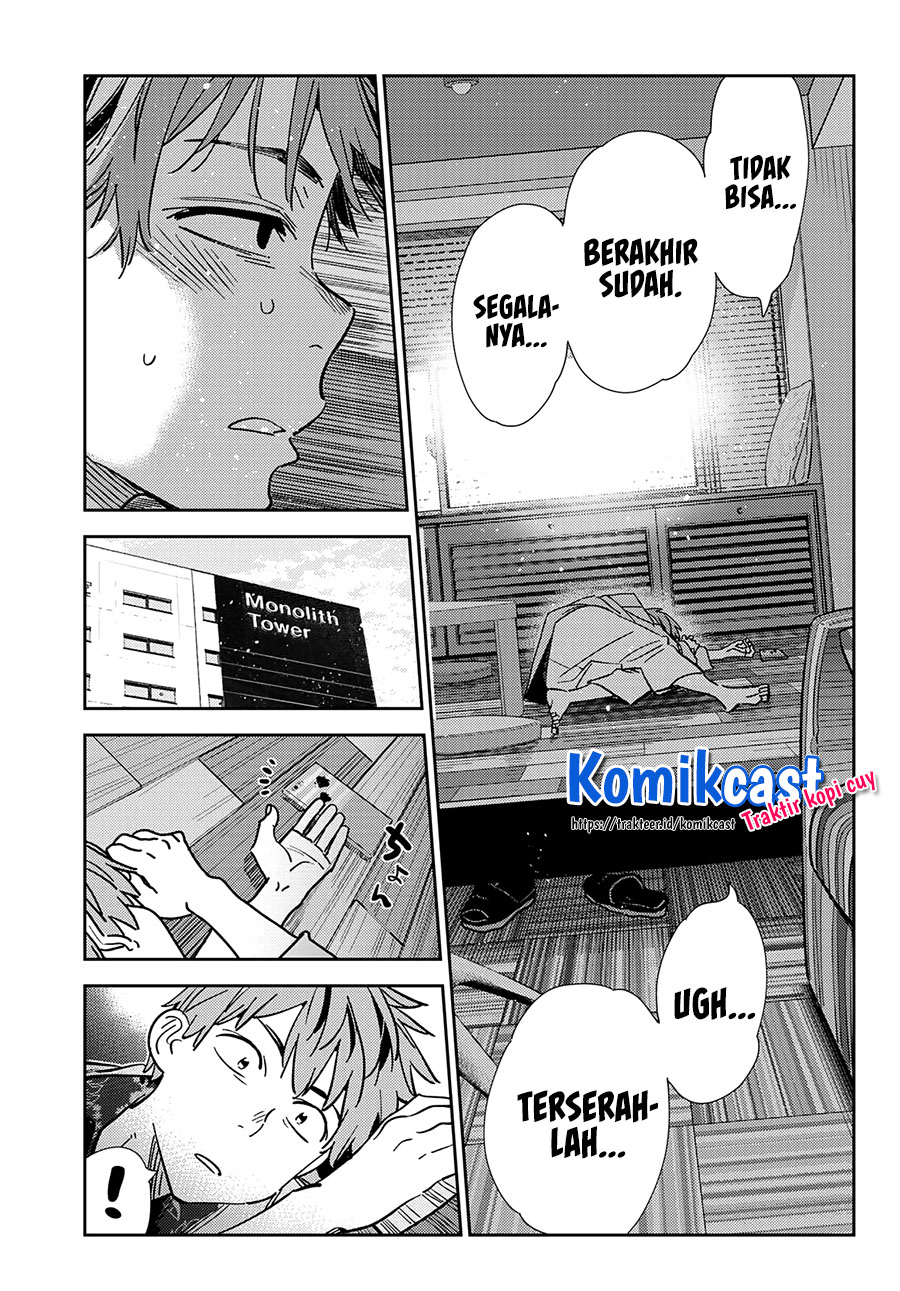 TIDAK
BISA...
BERAKHIR
SUDAH.
SEGALA-
NYA...
Monolith
Tower
Komikcast
Traktir kopi cuy
https://trakteer.id/komikcast
UGH...
TERSERAH-
LAH...
!